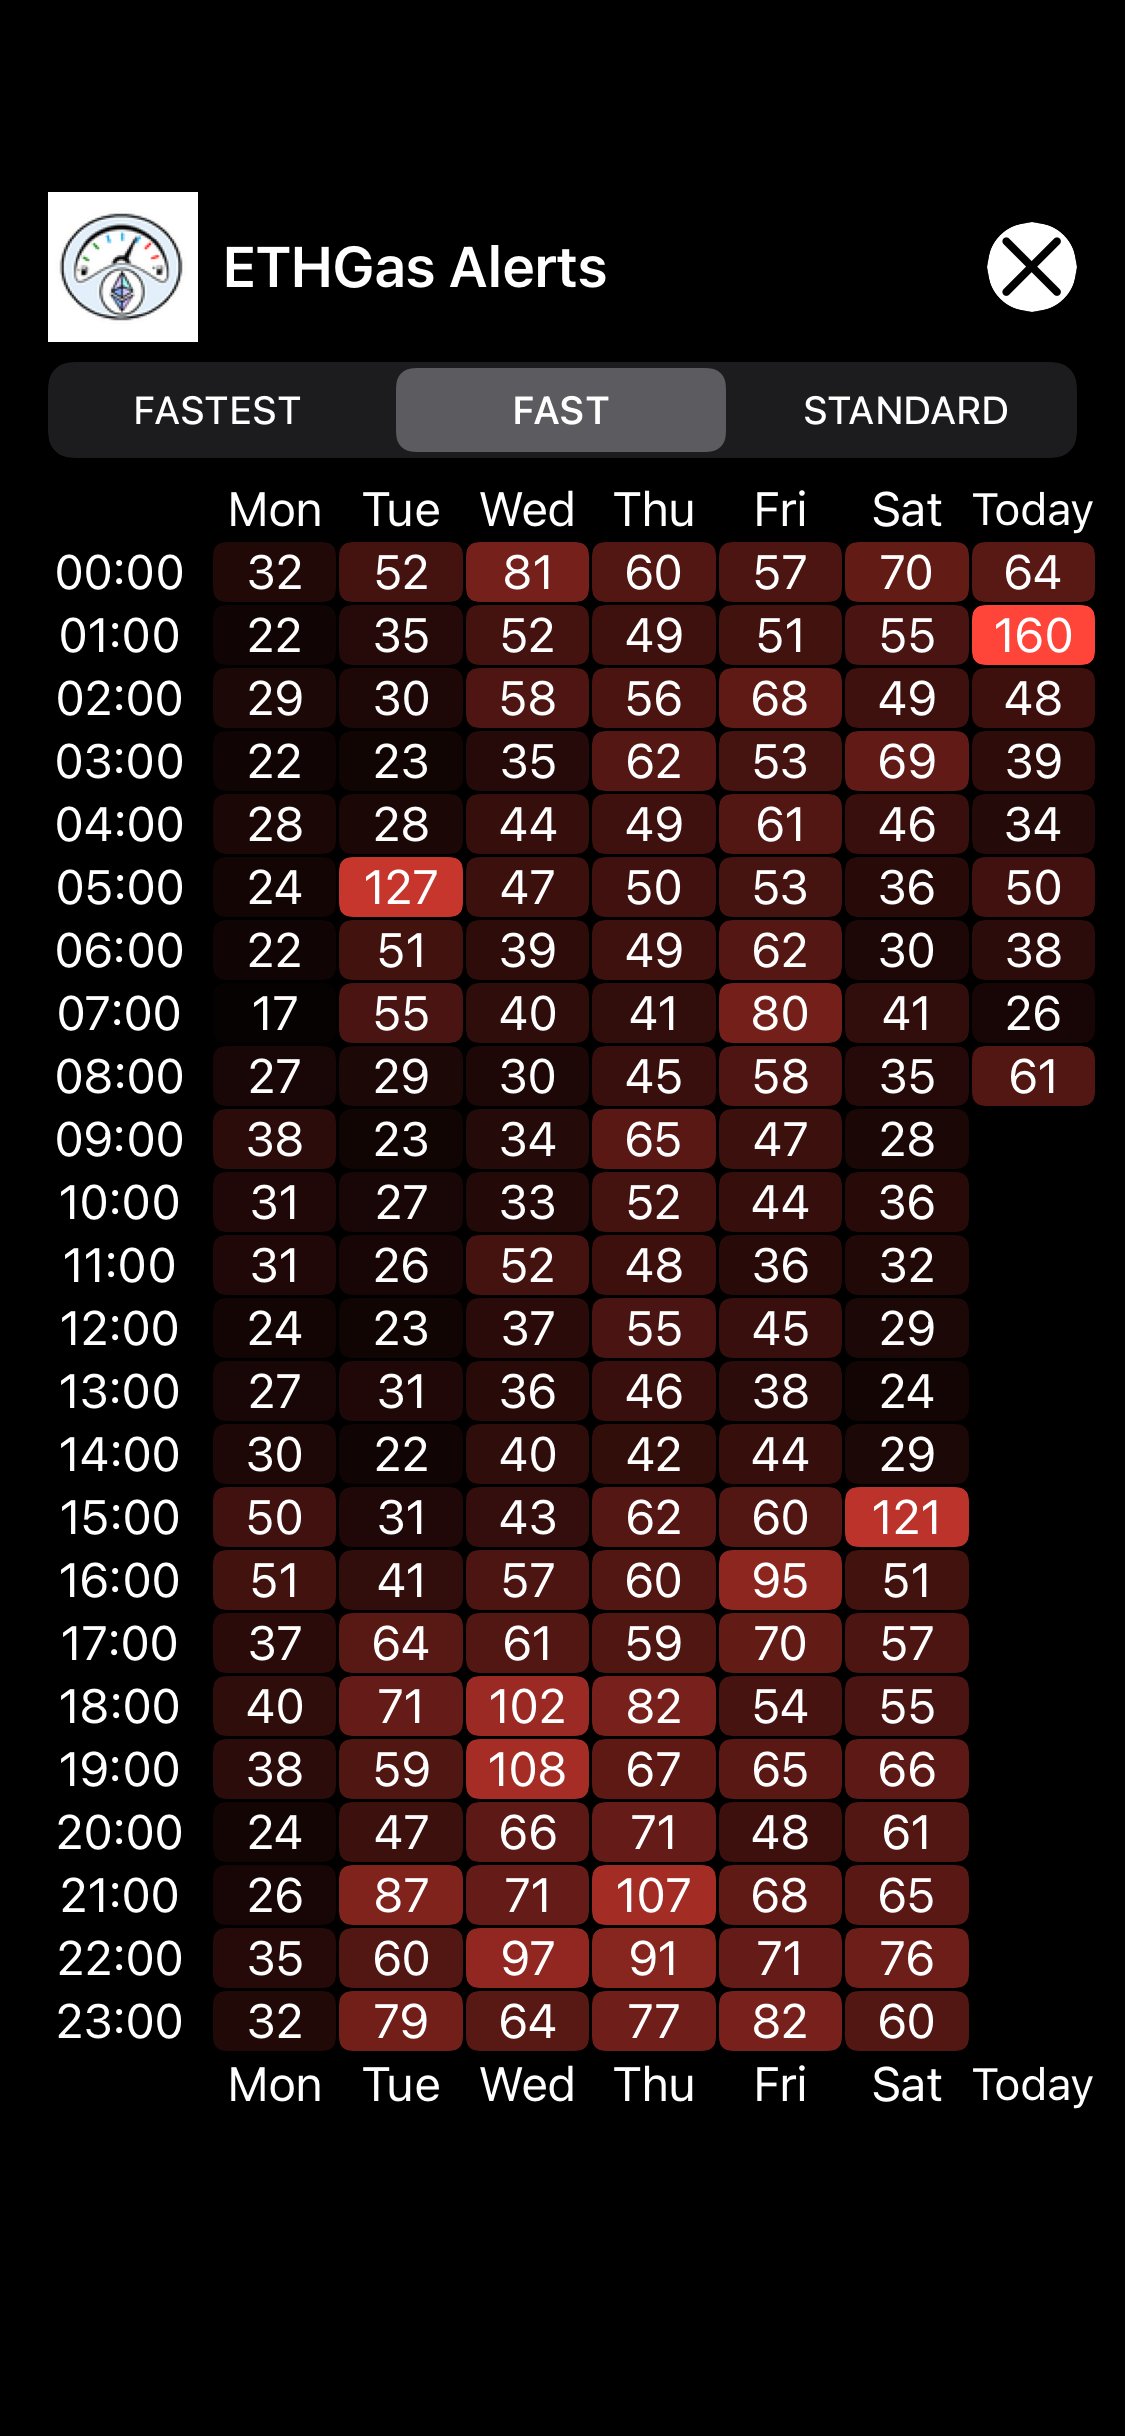 ETHGas Alerts
FASTEST FAST STANDARD
Mon Tue Wed Thu Fri Sat Today
00:00 32 52 81 60 57 70 64
01:00 22 35 52 49 51 55 160
02:00 29 30 58 56 68 49 48
03:00 22 23 35 62 53 69 39
04:00 28 28 44 49 61 46 34
05:00 24 127 47 50 53 36 50
06:00 22 51 39 49 62 30 38
07:00 17 55 40 41 80 41 26
08:00 27 29 30 45 58 35 61
09:00 38 23 34 65 47 28
10:00 31 27 33 52 44 36
11:00 31 26 52 48 36 32
12:00 24 23 37 55 45 29
13:00 27 31 36 46 38 24
14:00 30 22 40 42 44 29
15:00 50 31 43 62 60 121
16:00 51 41 57 60 95 51
17:00 37 64 61 59 70 57
18:00 40 71 102 82 54 55
19:00 38 59 108 67 65 66
20:00 24 47 66 71 48 61
21:00 26 87 71 107 68 65
22:00 35 60 97 91 71 76
23:00 32 79 64 77 82 60
Mon Tue Wed Thu Fri Sat Today